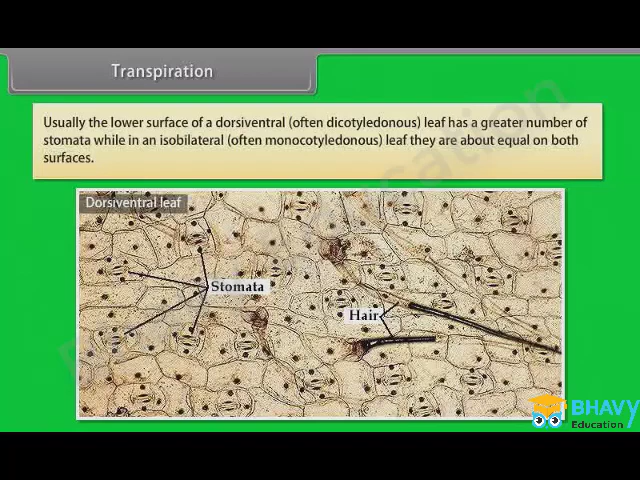 Transpiration
Usually the lower surface of a dorsiventral (often dicotyledonous) leaf has a greater number of
stomata while in an isobilateral (often monocotyledonous) leaf they are about equal on both
surfaces.
Dorsiventral leaf
Stomata
Hair
BHAVY
Education